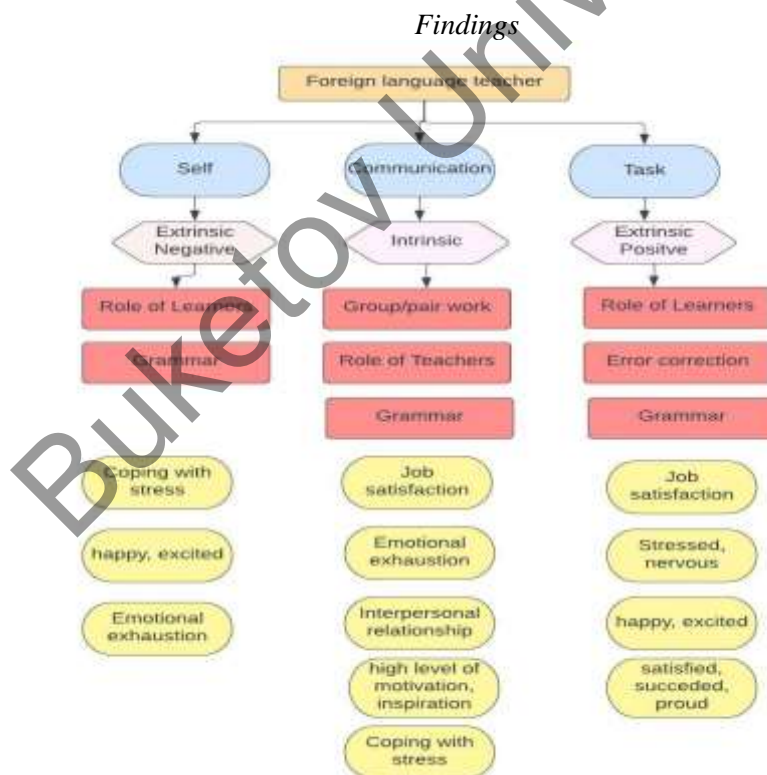 Findings
Foreign language teacher
Self
Communication
Task
Extrinsic
Negative
Intrinsic
Extrinsic
Positve
Role of Learners
Grammar
Group/pair work
Role of Teachers
Grammar
Role of Learners
Error correction
Grammar
Coping with
stress
happy, excited
Emotional
exhaustion
Job
satisfaction
Emotional
exhaustion
Interpersonal
relationship
high level of
motivation,
inspiration
Coping with
stress
Job
satisfaction
Stressed,
nervous
happy, excited
satisfied,
succeded,
proud
Buketov Univ